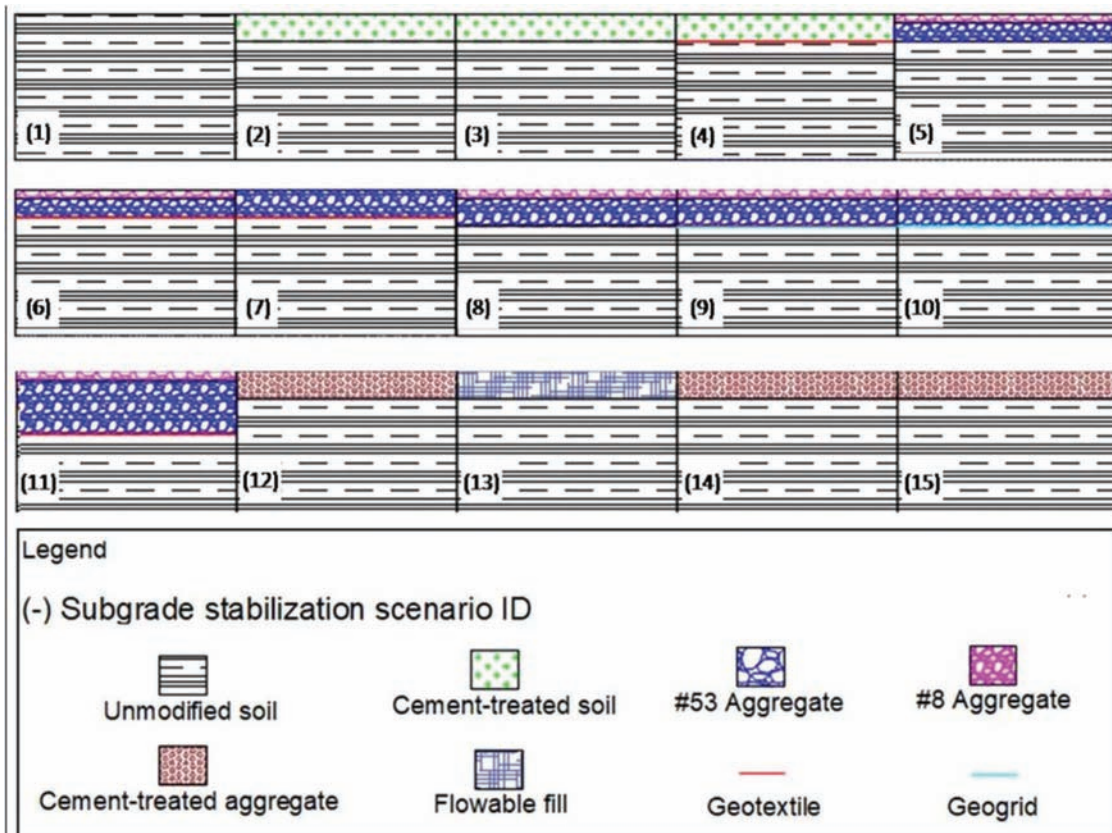 (1) (2) (3) (4) (5)
(6) (7) (8) (9) (10)
(11) (12) (13) (14) (15)
Legend
(-) Subgrade stabilization scenario ID
Unmodified soil Cement-treated soil #53 Aggregate #8 Aggregate
Cement-treated aggregate Flowable fill Geotextile Geogrid